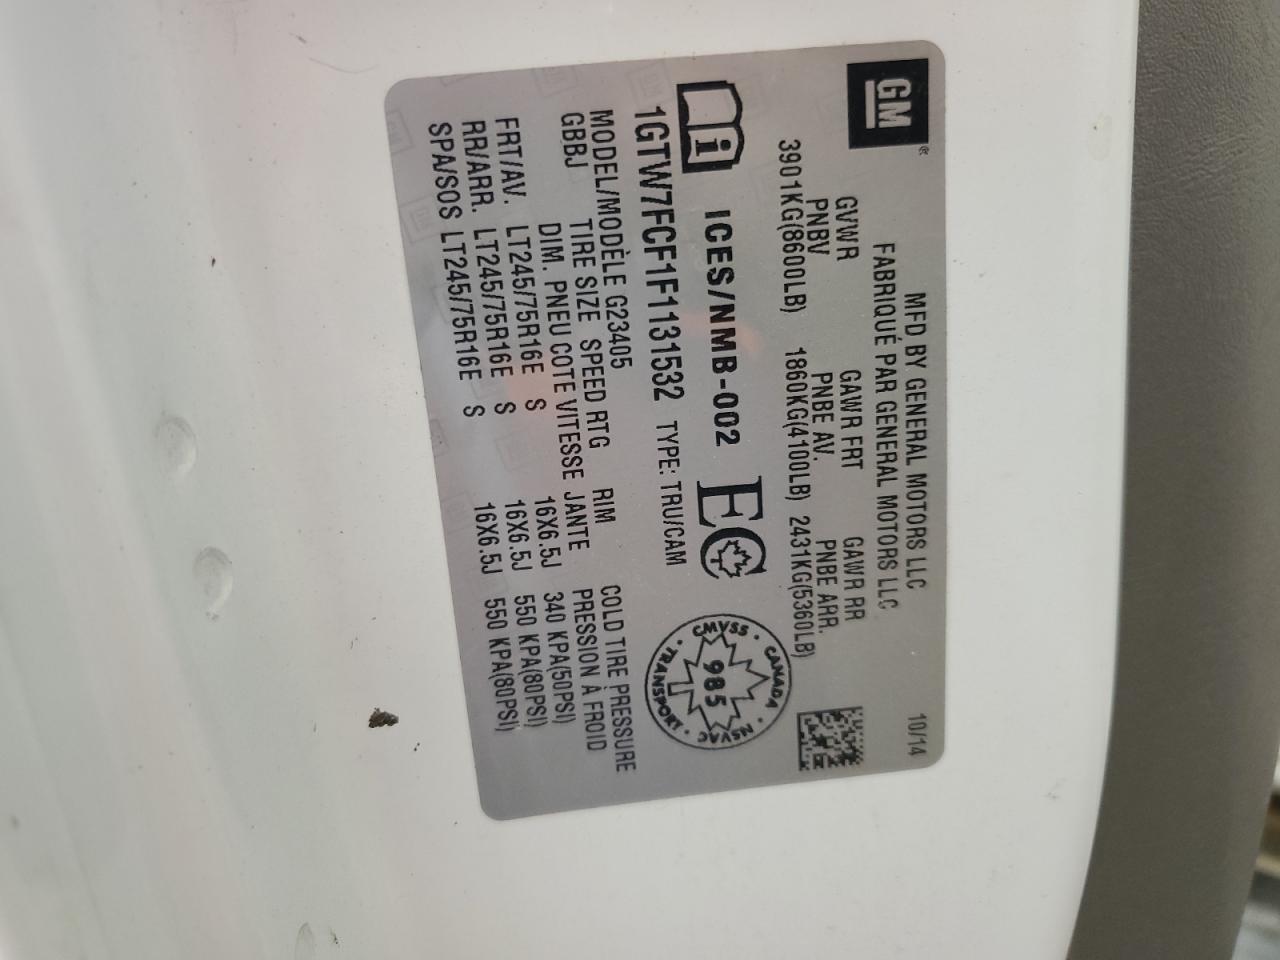 GM®
MFD BY GENERAL MOTORS LLC 10/14
FABRIQUÉ PAR GENERAL MOTORS LLC
GVWR GAWR FRT GAWR RR
PNBV PNBE AV. PNBE ARR.
3901KG(8600LB) 1860KG(4100LB) 2431KG(5360LB)
i ICES/NMB-002 EC
CMVSS · CANADA · NSVAC · TRANSPORT ·
985
1GTW7FCF1F1131532 TYPE: TRU/CAM
MODEL/MODÈLE G23405
GBBJ TIRE SIZE SPEED RTG RIM COLD TIRE PRESSURE
DIM. PNEU COTE VITESSE JANTE PRESSION À FROID
FRT/AV. LT245/75R16E S 16X6.5J 340 KPA(50PSI)
RR/ARR. LT245/75R16E S 16X6.5J 550 KPA(80PSI)
SPA/SOS LT245/75R16E S 16X6.5J 550 KPA(80PSI)